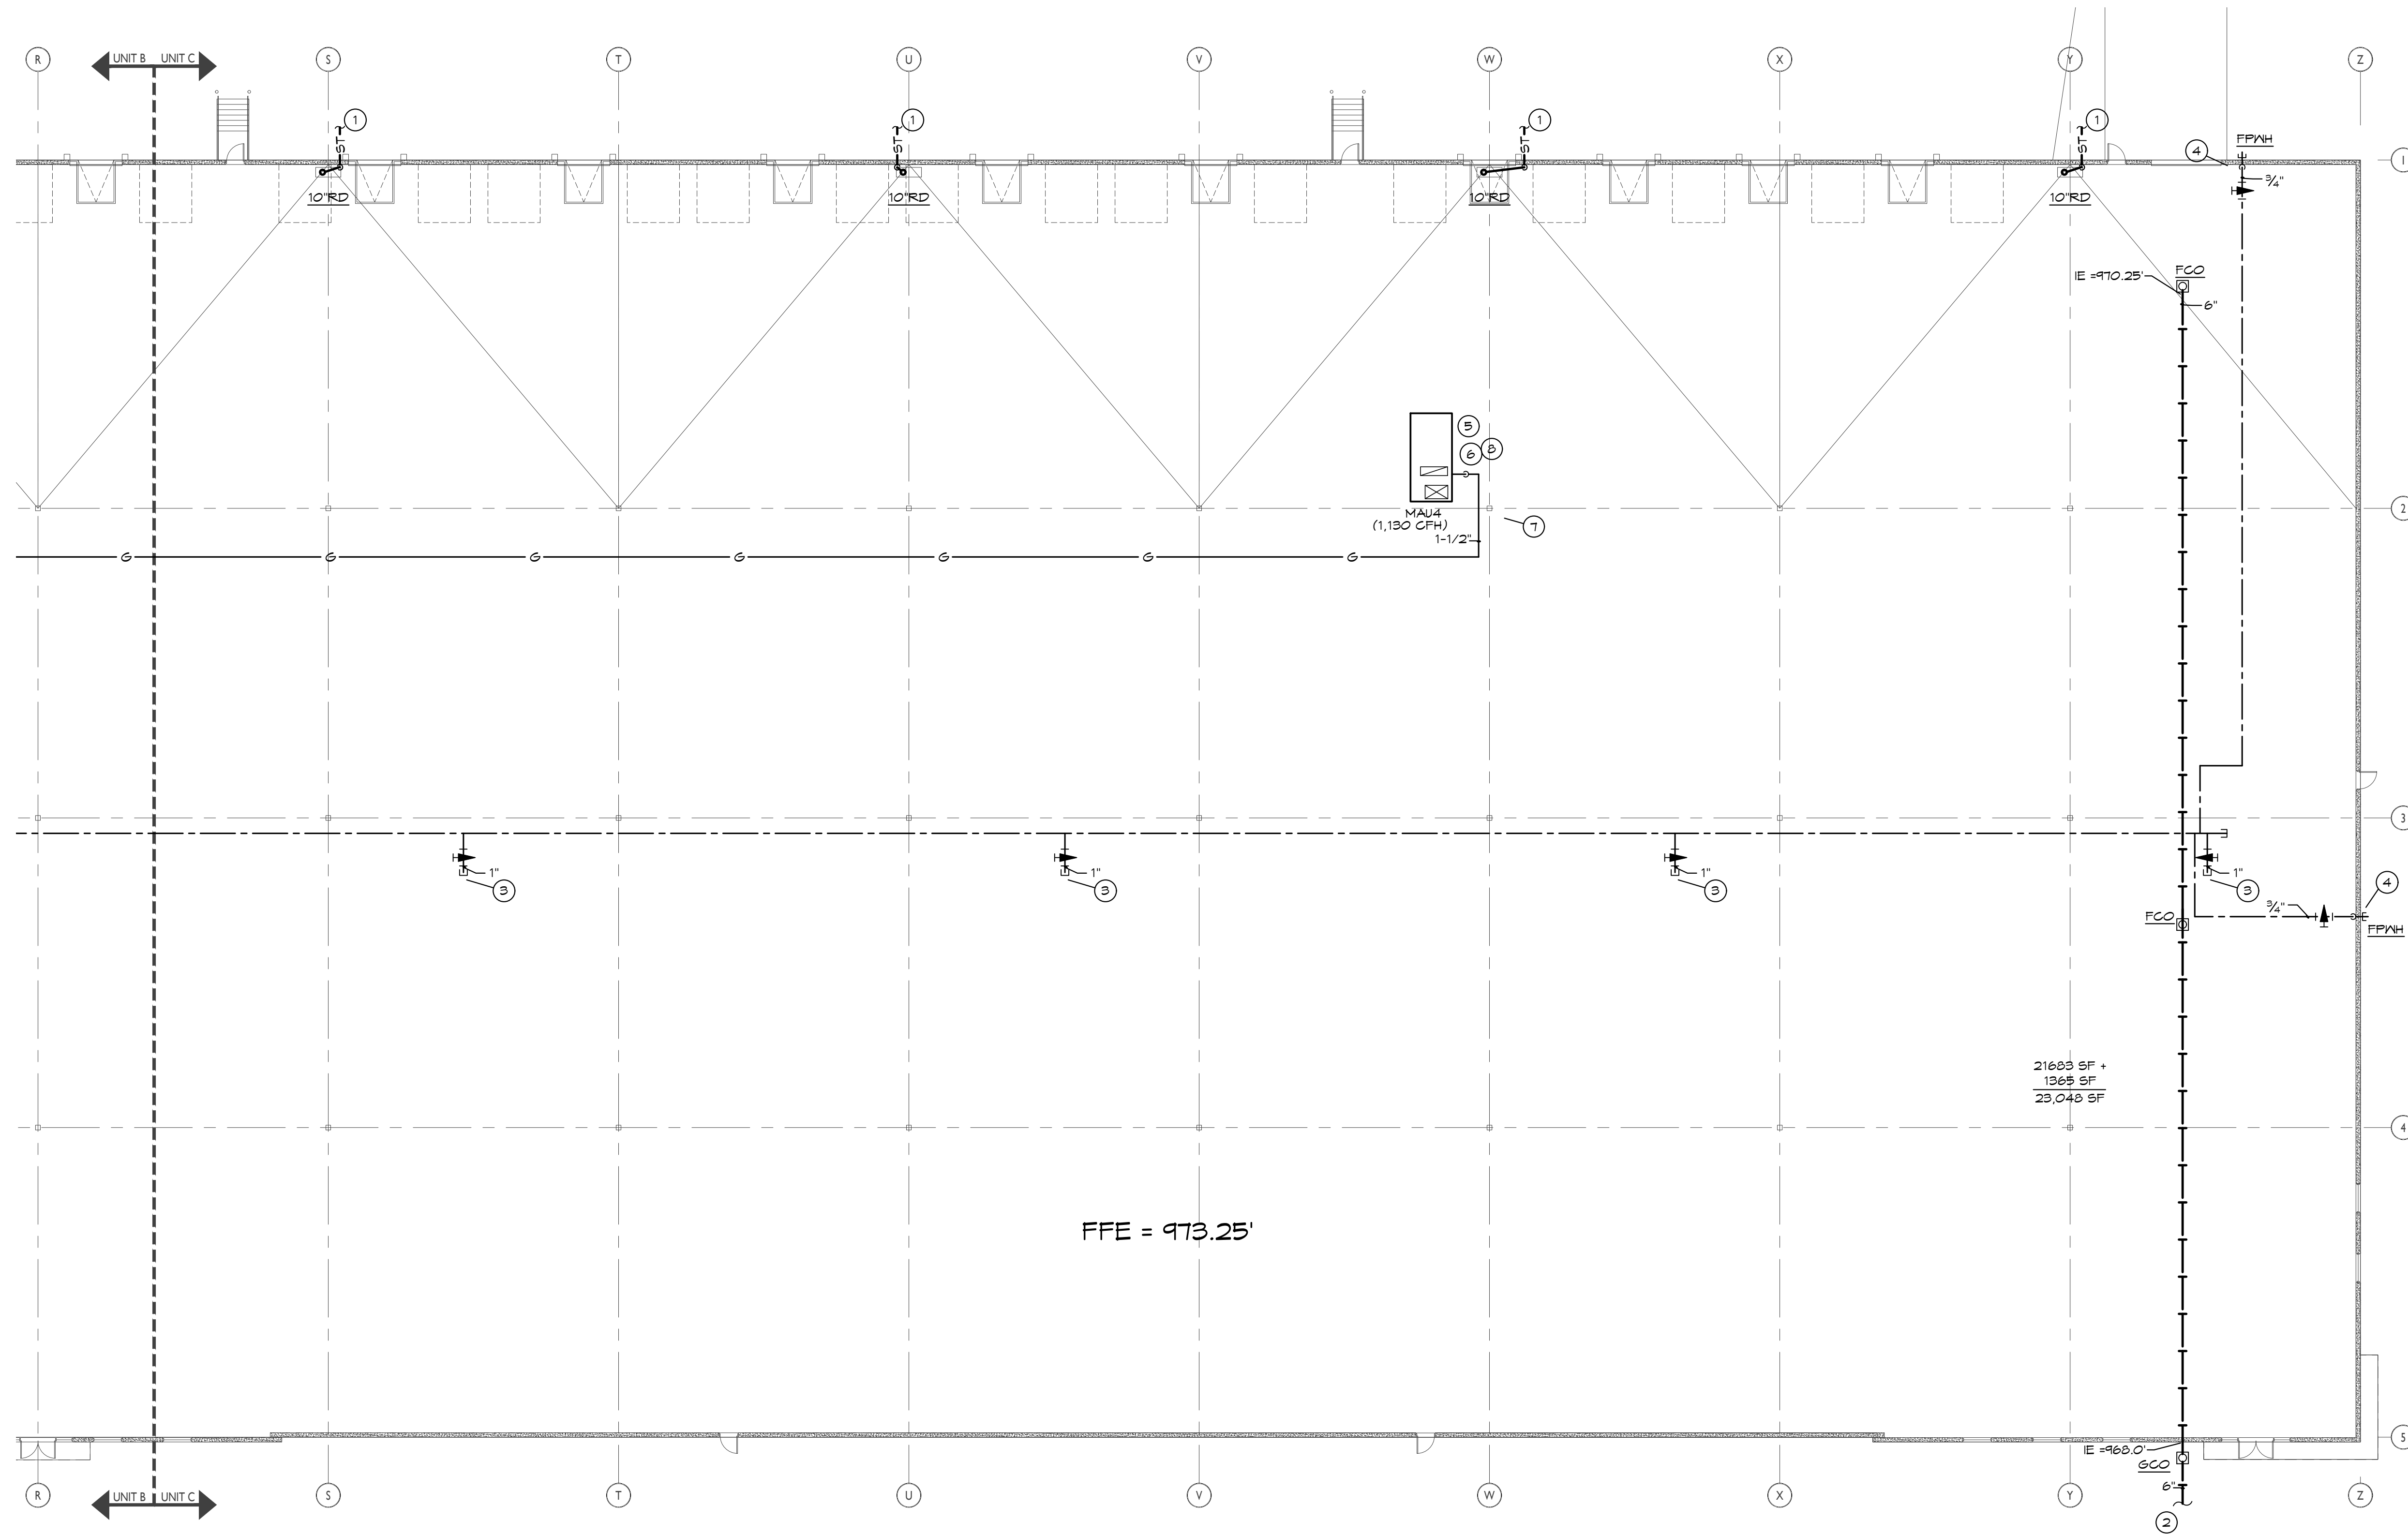 R
UNIT B
UNIT C
S
T
U
V
W
X
Y
Z
1
1
1
1
ST
ST
ST
ST
4
FPWH
1
3/4"
10"RD
10"RD
10"RD
10"RD
IE =970.25'
FCO
6"
5
6
8
MAU4
(1,130 CFH)
1-1/2"
7
2
G
G
G
G
G
G
G
3
1"
3
1"
3
1"
3
1"
3
4
3/4"
FCO
FPWH
21683 SF +
1365 SF
23,048 SF
4
FFE = 973.25'
5
IE =968.0'
GCO
6"
2
R
UNIT B
UNIT C
S
T
U
V
W
X
Y
Z